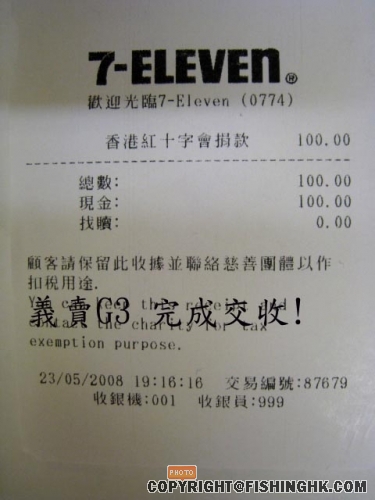 7-ELEVEN®
歡迎光臨7-Eleven (0774)
香港紅十字會捐款 100.00
總數: 100.00
現金: 100.00
找贖: 0.00
顧客請保留此收據並聯絡慈善團體以作
扣稅用途.
義賣G3 完成交收!
the charity tax
exemption purpose.
23/05/2008 19:16:16 交易編號:87679
收銀機:001 收銀員:999
PHOTO
COPYRIGHT@FISHINGHK.COM